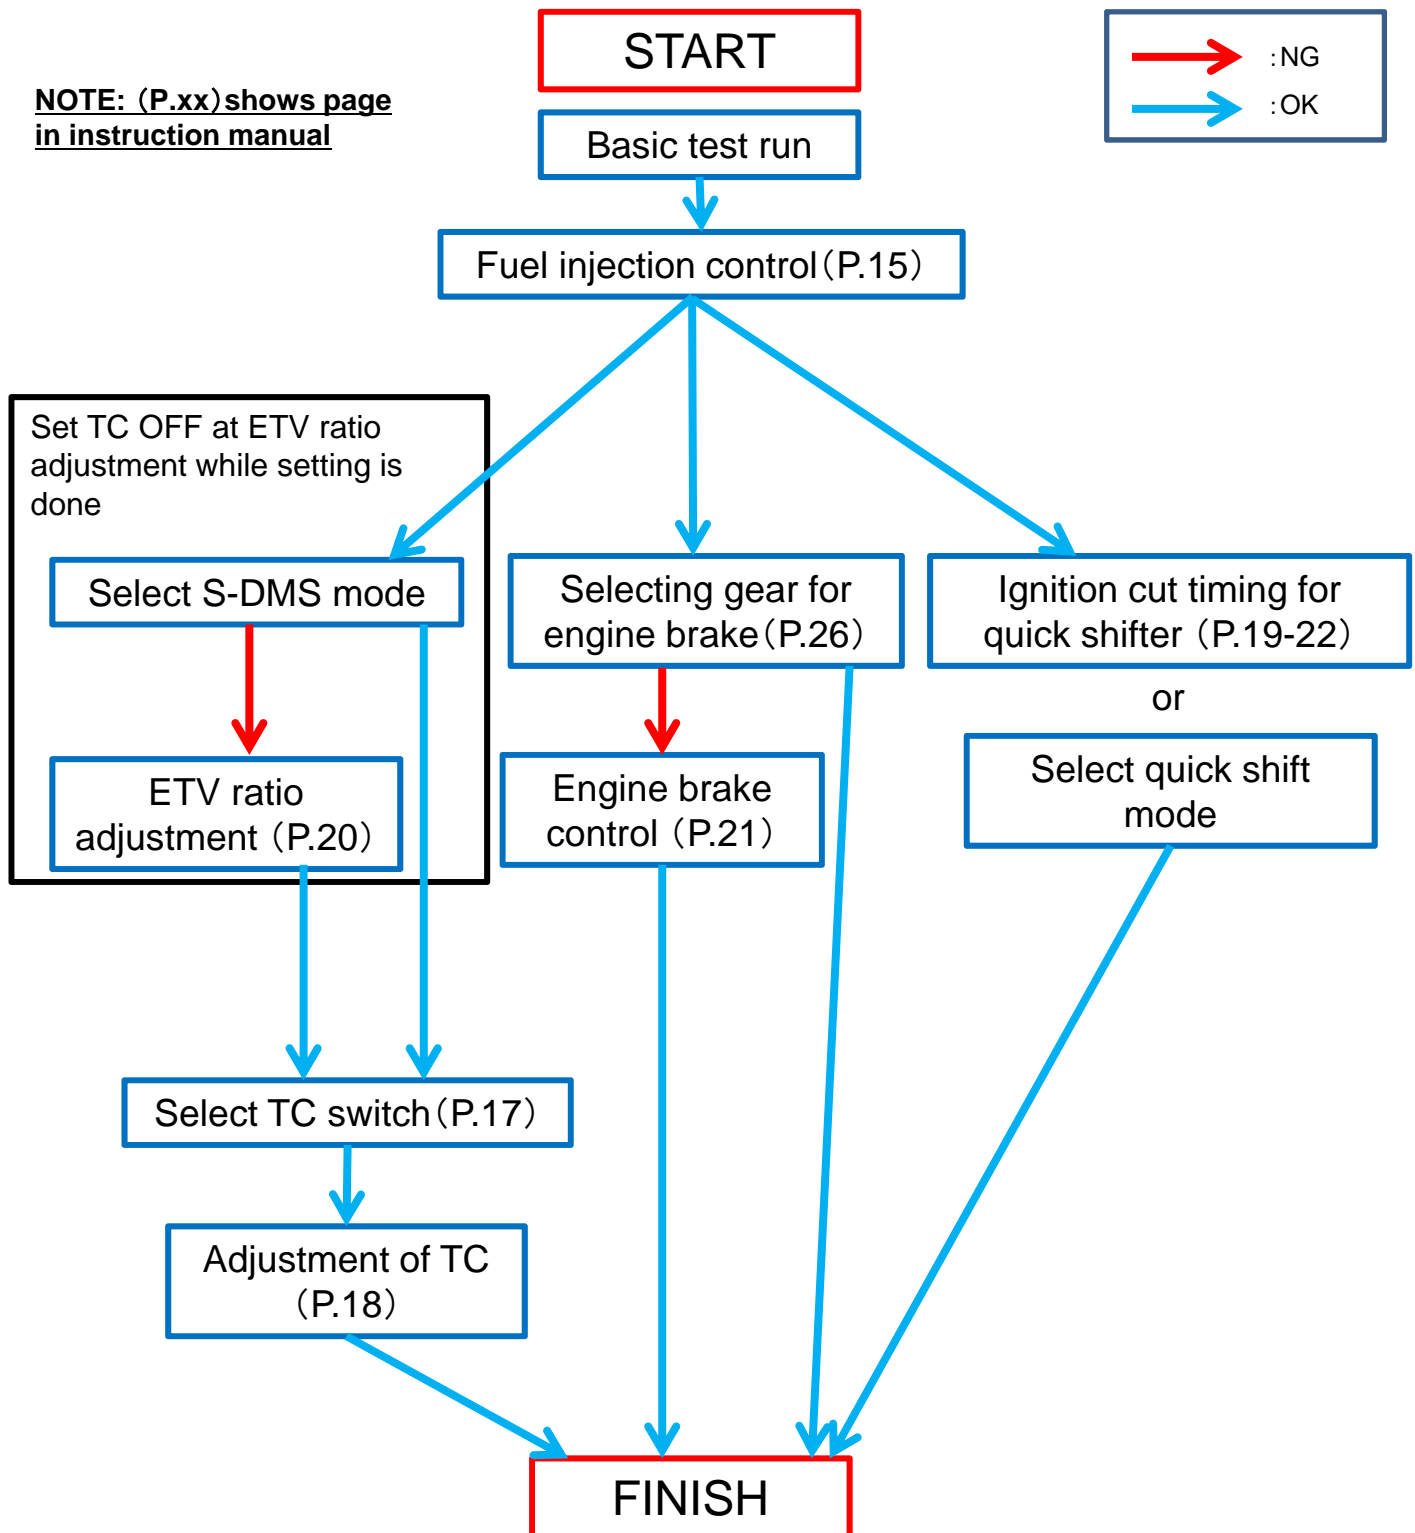 START
:NG
:OK
NOTE: （P.xx）shows page
in instruction manual
Basic test run
Fuel injection control（P.15）
Set TC OFF at ETV ratio
adjustment while setting is
done
Select S-DMS mode
Selecting gear for
engine brake（P.26）
Ignition cut timing for
quick shifter （P.19-22）
or
ETV ratio
adjustment （P.20）
Engine brake
control （P.21）
Select quick shift
mode
Select TC switch（P.17）
Adjustment of TC
（P.18）
FINISH